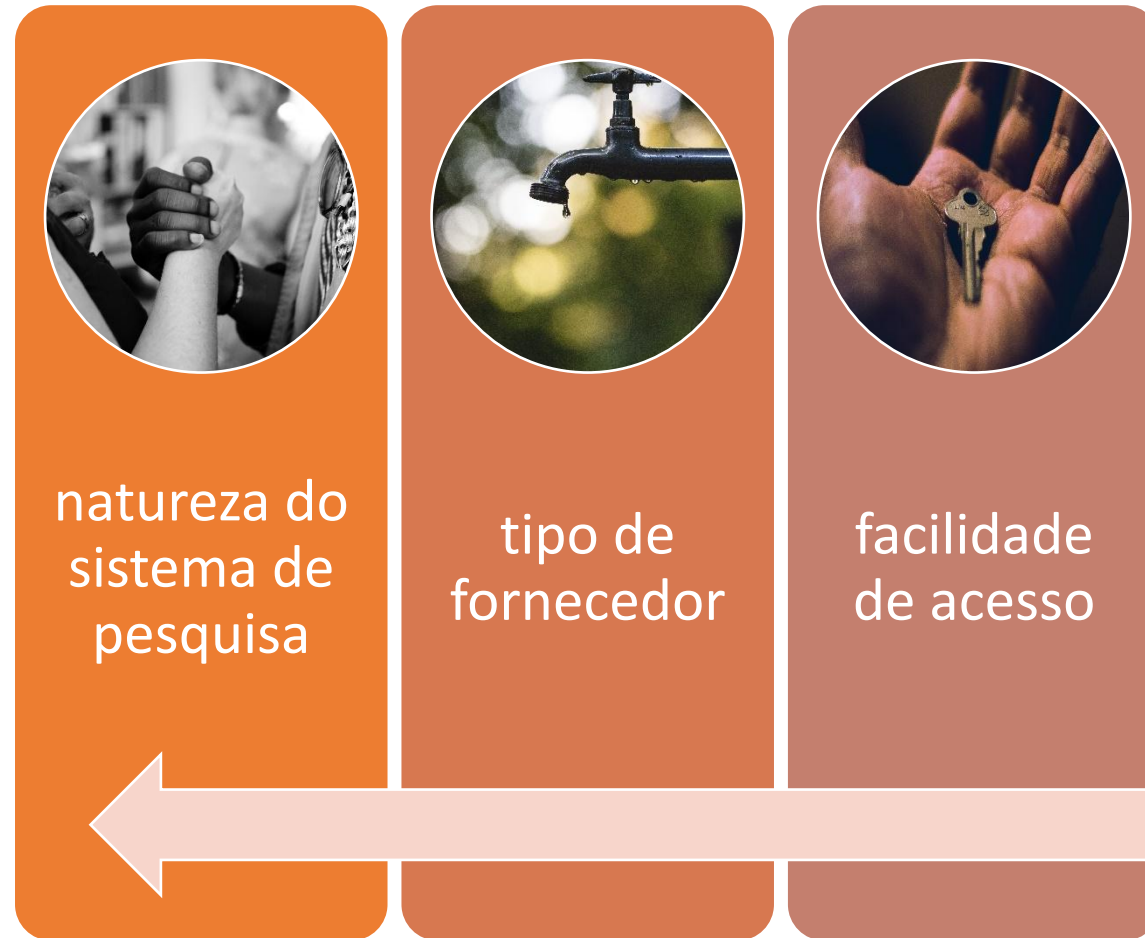 natureza do
sistema de
pesquisa
tipo de
fornecedor
facilidade
de acesso